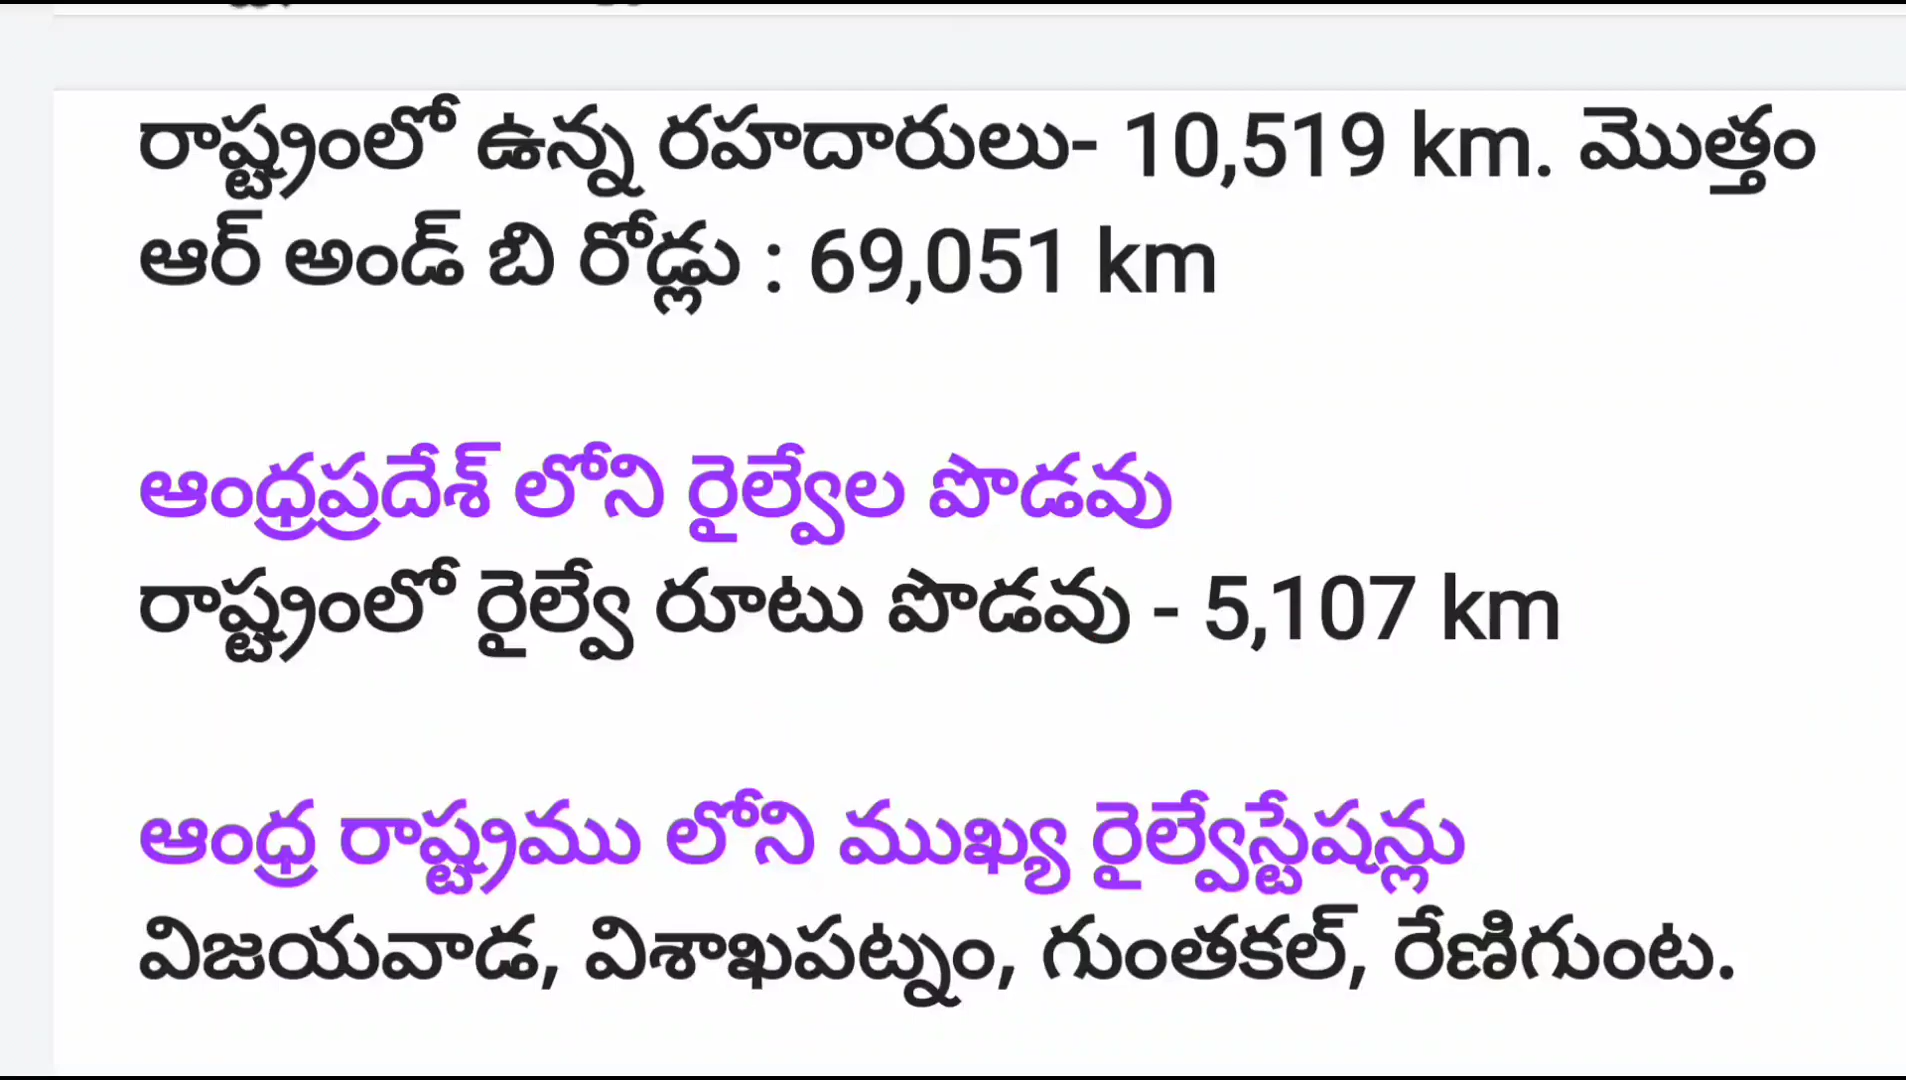 రాష్ట్రంలో ఉన్న రహదారులు- 10,519 km. మొత్తం
ఆర్ అండ్ బి రోడ్లు : 69,051 km
ఆంధ్రప్రదేశ్ లోని రైల్వేల పొడవు
రాష్ట్రంలో రైల్వే రూటు పొడవు - 5,107 km
ఆంధ్ర రాష్ట్రము లోని ముఖ్య రైల్వేస్టేషన్లు
విజయవాడ, విశాఖపట్నం, గుంతకల్, రేణిగుంట.